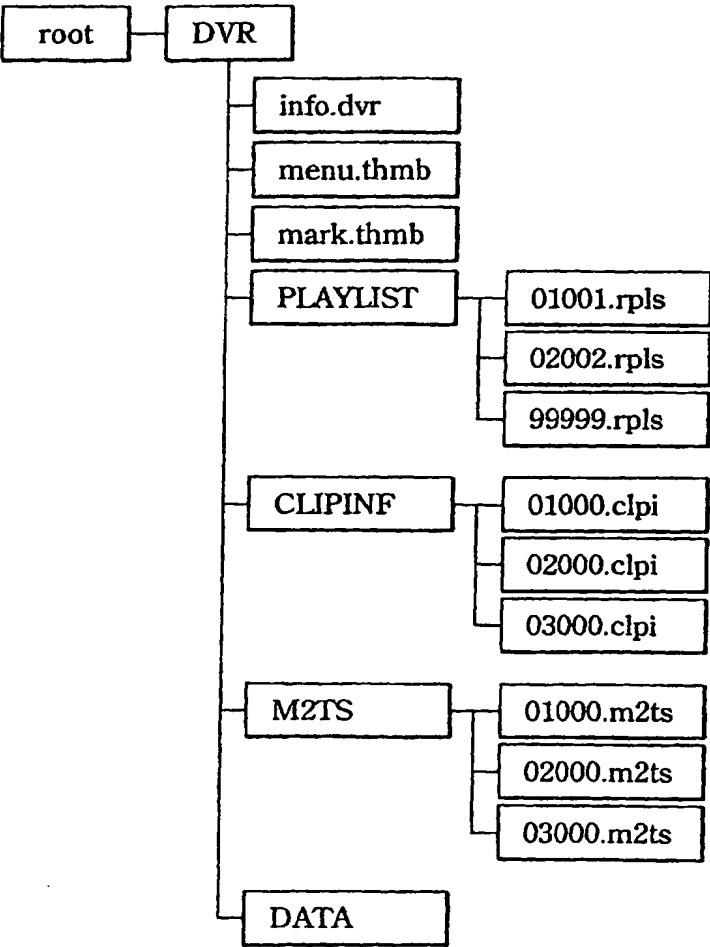 root DVR
info.dvr
menu.thmb
mark.thmb
PLAYLIST 01001.rpls
02002.rpls
99999.rpls
CLIPINF 01000.clpi
02000.clpi
03000.clpi
M2TS 01000.m2ts
02000.m2ts
03000.m2ts
DATA